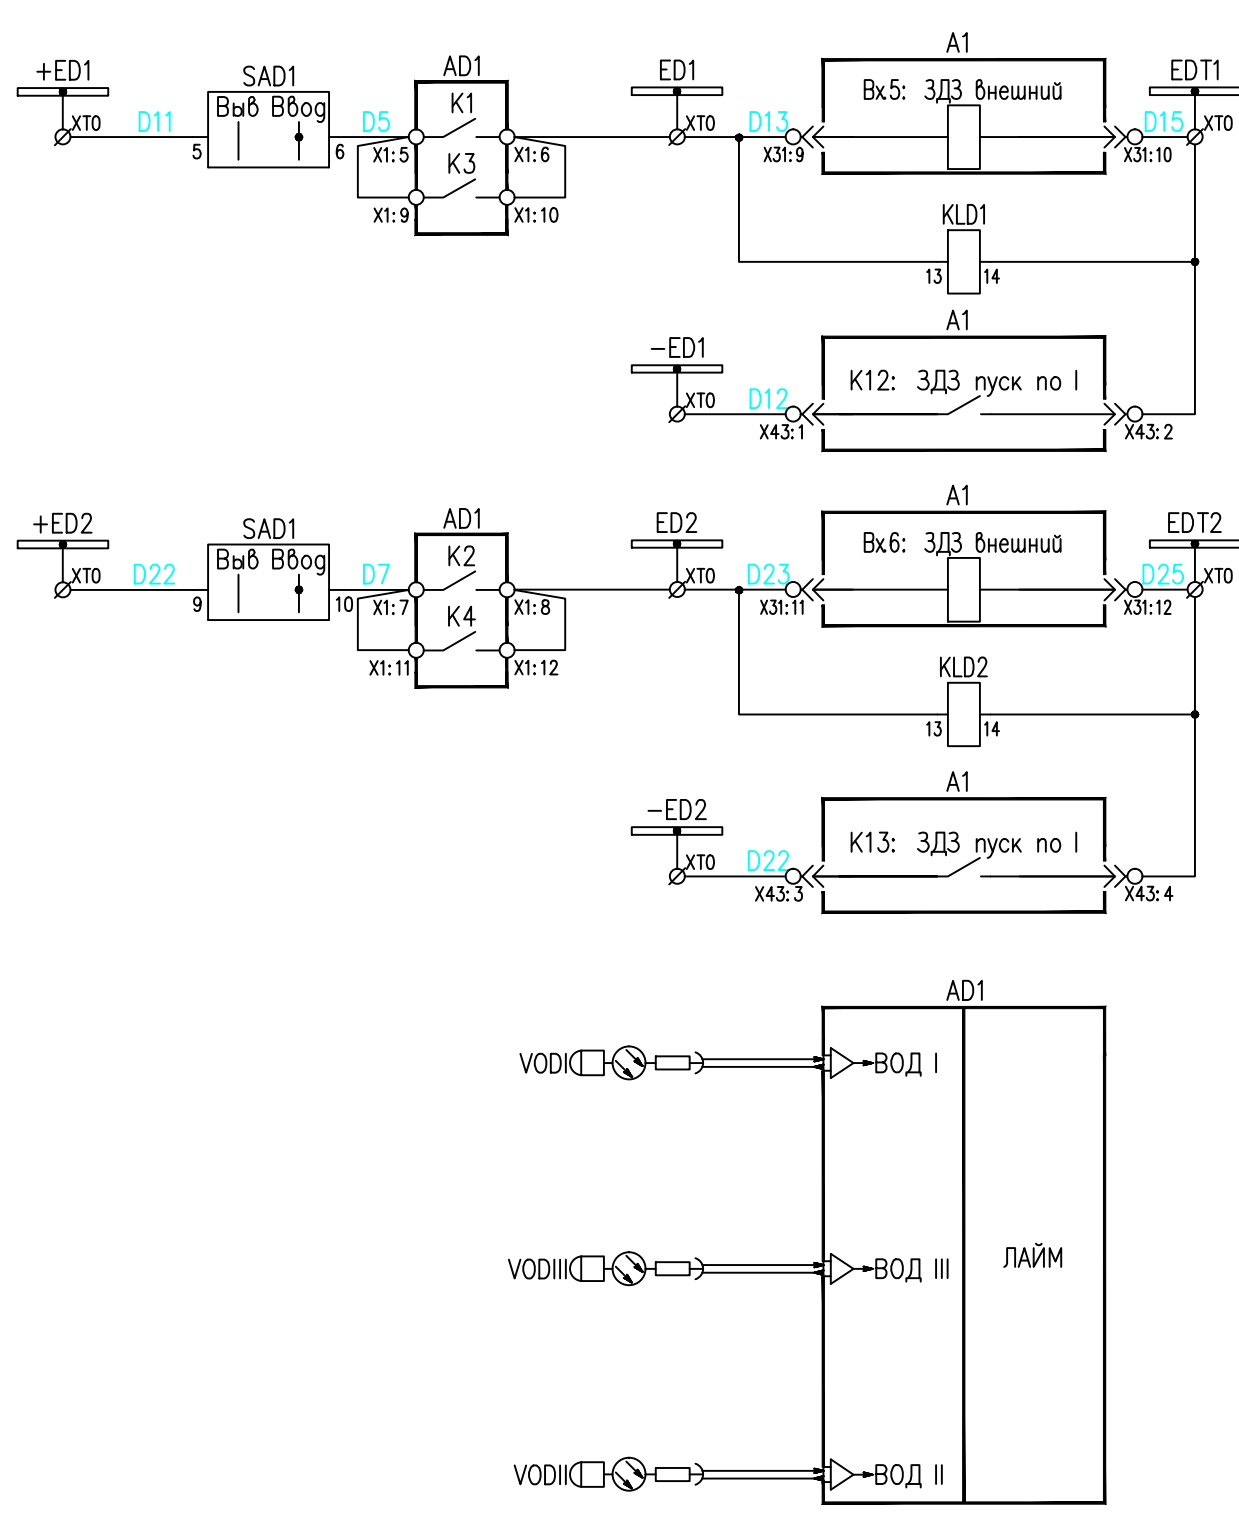 +ED1
SAD1
AD1
ED1
A1
EDT1
Выв Ввод
K1
Вх.5: ЗДЗ внешний
XT0
D11
5
6
D5
X1:5
X1:6
XT0
D13
X31:9
X31:10
D15
XT0
K3
X1:9
X1:10
KLD1
13
14
A1
-ED1
K12: ЗДЗ пуск по I
XT0
D12
X43:1
X43:2
+ED2
SAD1
AD1
ED2
A1
EDT2
Выв Ввод
K2
Вх.6: ЗДЗ внешний
XT0
D22
9
10
D7
X1:7
X1:8
XT0
D23
X31:11
X31:12
D25
XT0
K4
X1:11
X1:12
KLD2
13
14
A1
-ED2
K13: ЗДЗ пуск по I
XT0
D22
X43:3
X43:4
AD1
VODI
ВОД I
VODIII
ВОД III
ЛАЙМ
VODII
ВОД II